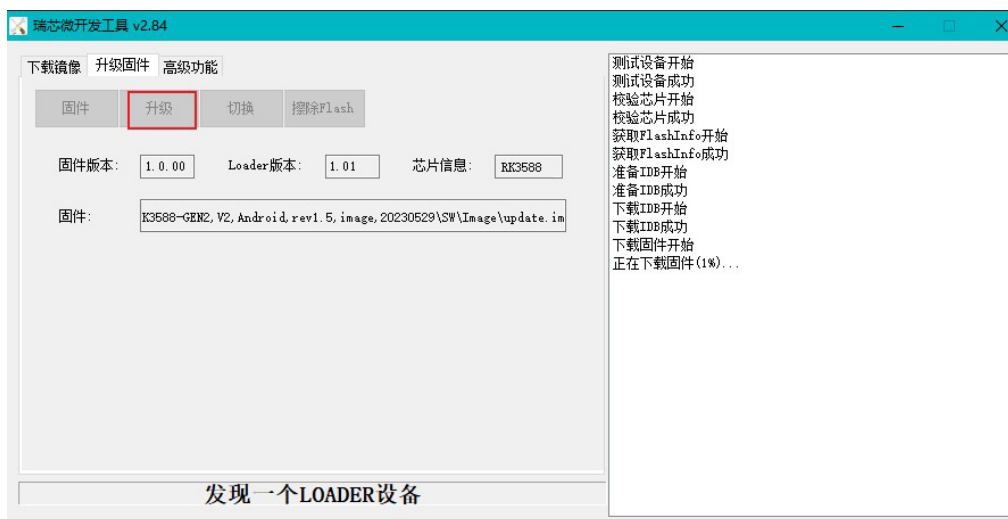 瑞芯微开发工具 v2.84
下载镜像 升级固件 高级功能
固件 升级 切换 擦除Flash
固件版本: 1.0.00 Loader版本: 1.01 芯片信息: RK3588
固件: K3588-GEN2,V2,Android,rev1.5,image,20230529\SW\Image\update.im
发现一个LOADER设备
测试设备开始
测试设备成功
校验芯片开始
校验芯片成功
获取FlashInfo开始
获取FlashInfo成功
准备IDB开始
准备IDB成功
下载IDB开始
下载IDB成功
下载固件开始
正在下载固件(1%)...